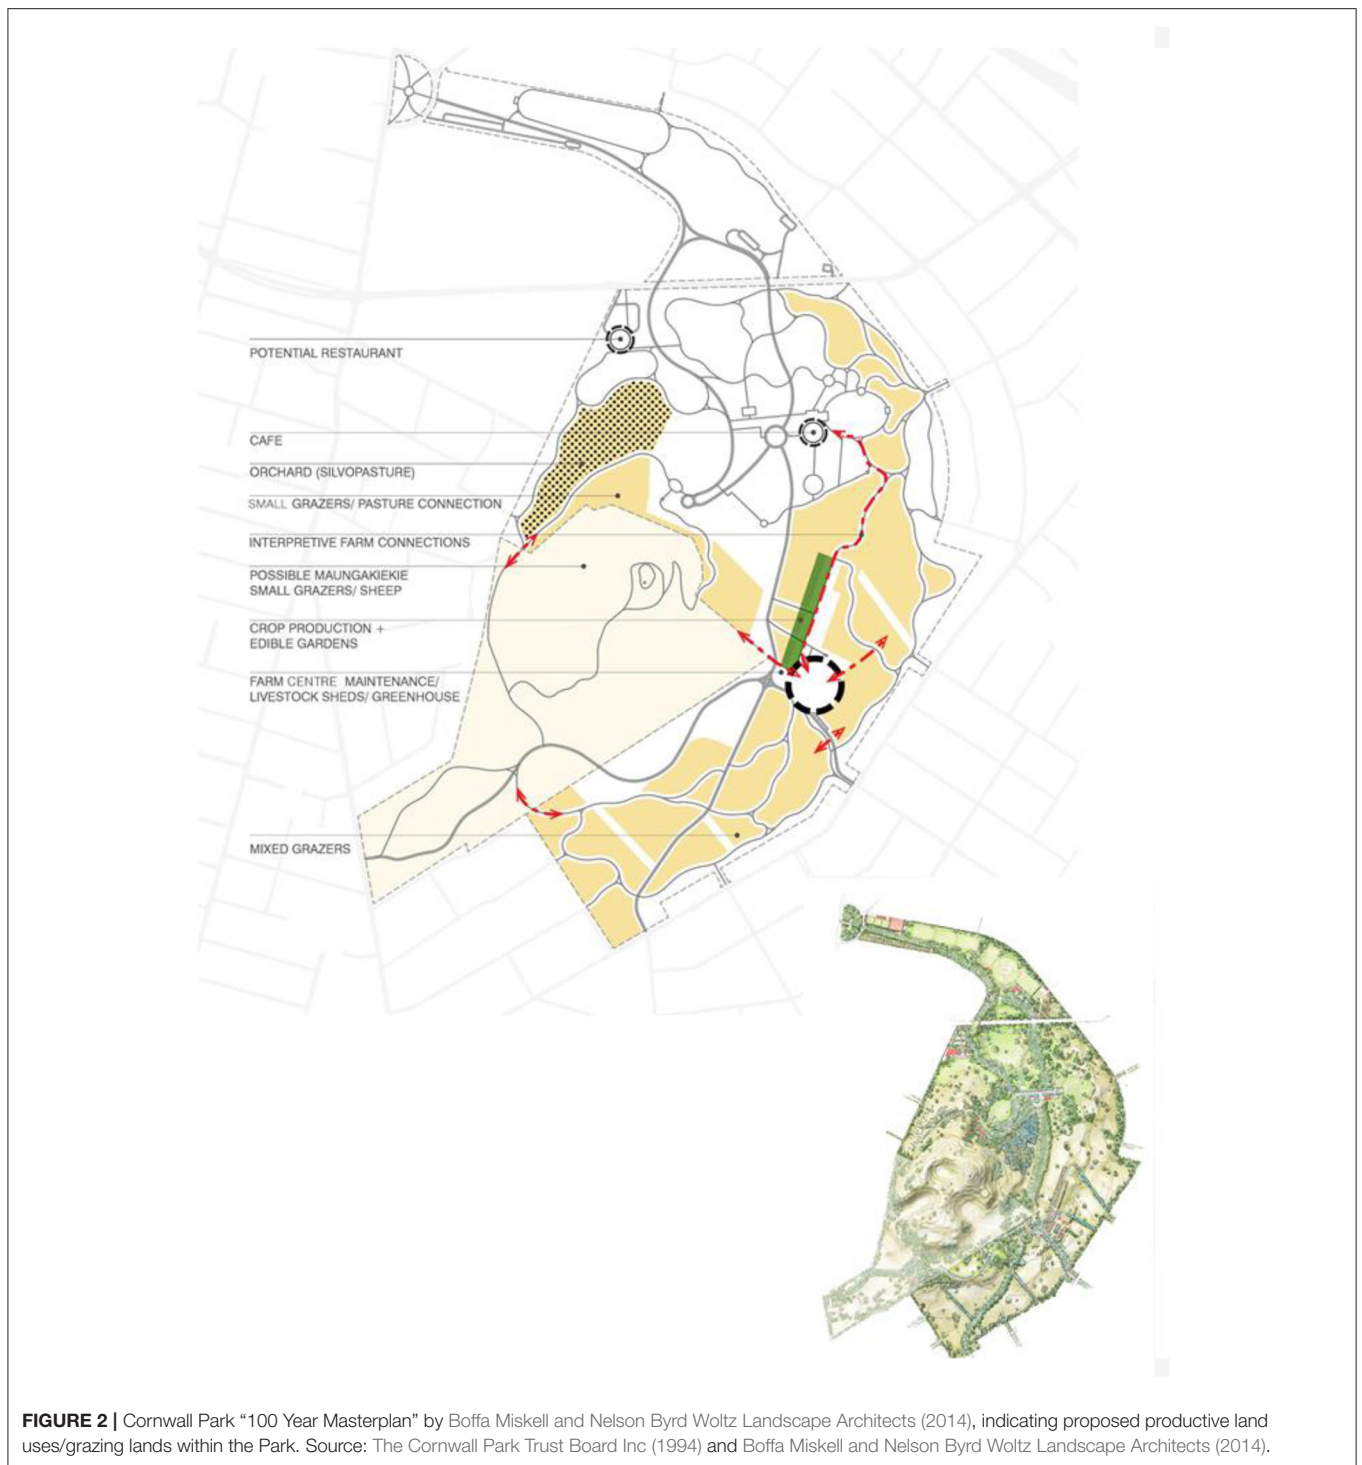 POTENTIAL RESTAURANT
CAFE
ORCHARD (SILVOPASTURE)
SMALL GRAZERS/ PASTURE CONNECTION
INTERPRETIVE FARM CONNECTIONS
POSSIBLE MAUNGAKIEKIE
SMALL GRAZERS/ SHEEP
CROP PRODUCTION +
EDIBLE GARDENS
FARM CENTRE MAINTENANCE/
LIVESTOCK SHEDS/ GREENHOUSE
MIXED GRAZERS
FIGURE 2 | Cornwall Park “100 Year Masterplan” by Boffa Miskell and Nelson Byrd Woltz Landscape Architects (2014), indicating proposed productive land
uses/grazing lands within the Park. Source: The Cornwall Park Trust Board Inc (1994) and Boffa Miskell and Nelson Byrd Woltz Landscape Architects (2014).